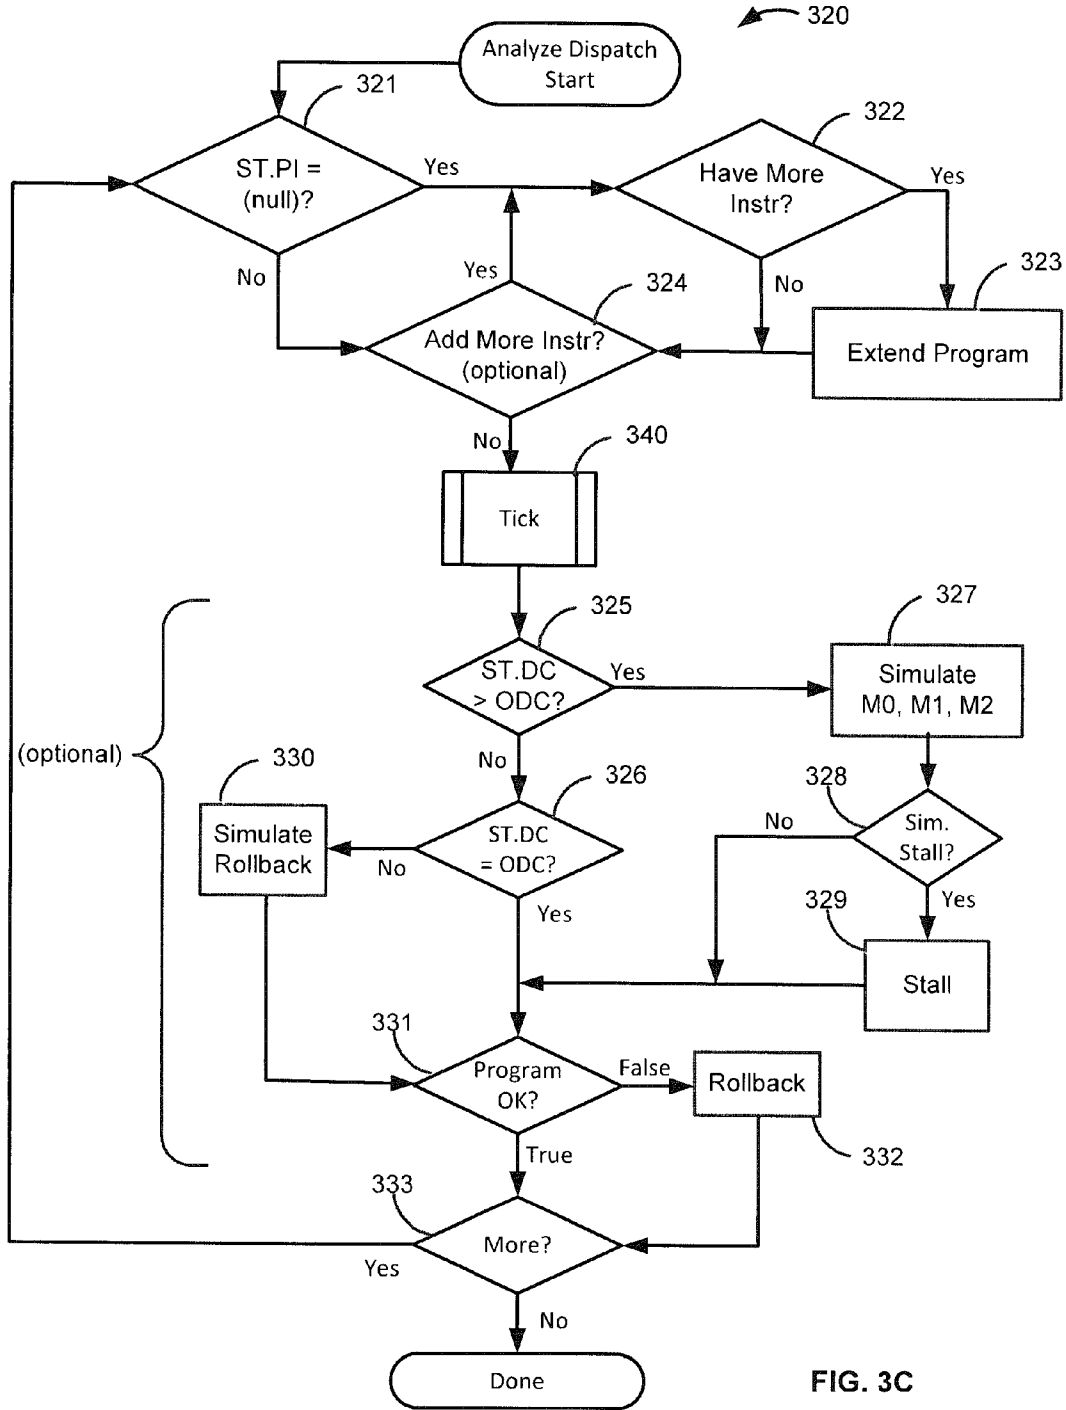 320
Analyze Dispatch
Start
321
322
ST.PI =
(null)?
Yes
Have More
Instr?
Yes
No
Yes
324
No
323
Add More Instr?
(optional)
Extend Program
No
340
Tick
325
327
ST.DC
> ODC?
Yes
Simulate
M0, M1, M2
(optional)
No
330
326
328
Simulate
Rollback
No
ST.DC
= ODC?
No
Sim.
Stall?
Yes
Yes
329
Stall
331
Program
OK?
False
Rollback
True
332
333
More?
Yes
No
Done
FIG. 3C